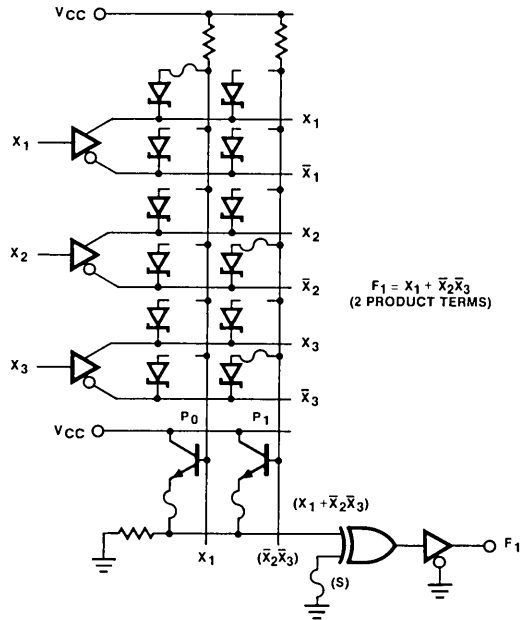 VCC
X1
X1
X̄1
X2
X2
X̄2
F1 = X1 + X̄2X̄3
(2 PRODUCT TERMS)
X3
X3
X̄3
VCC
P0
P1
(X1 + X̄2X̄3)
X1
(X̄2X̄3)
(S)
F1